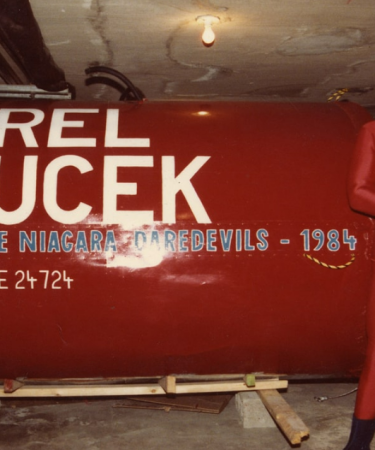 REL
UCEK
E NIAGARA DAREDEVILS - 1984
E 24724